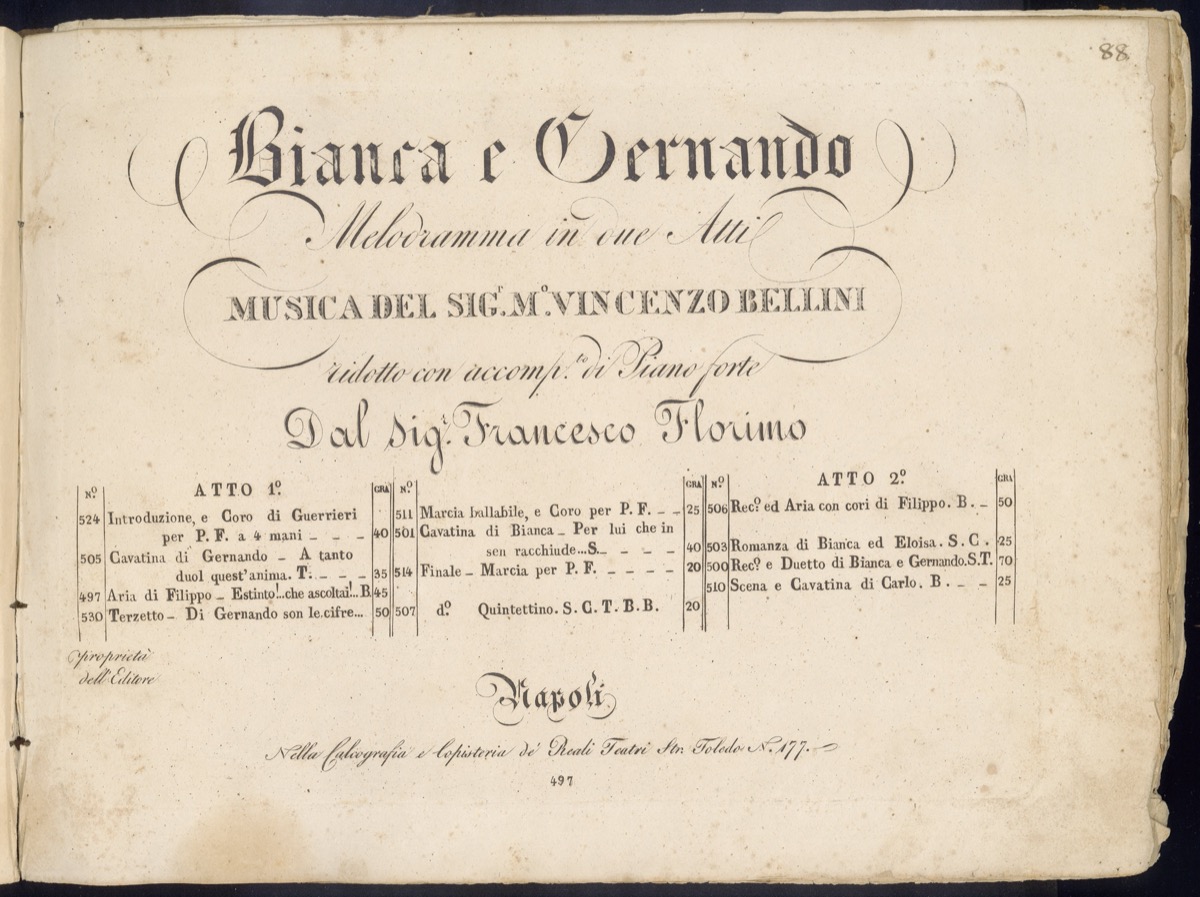 88
Bianca e Gernando
Melodramma in due Atti
MUSICA DEL SIG.r M.o VINCENZO BELLINI
ridotto con accomp.to di Piano forte
Dal sig.r Francesco Florimo
N.o ATTO 1.o GRA
524 Introduzione, e Coro di Guerrieri
per P. F. a 4 mani _ _ _ 40
505 Cavatina di Gernando _ A tanto
duol quest'anima. T. _ _ _ 35
497 Aria di Filippo _ Estinto!..che ascoltai!.. B. 45
530 Terzetto _ Di Gernando son le cifre... 50
N.o GRA
511 Marcia ballabile, e Coro per P. F. _ _ 25
501 Cavatina di Bianca _ Per lui che in
sen racchiude...S._ _ _ _ 40
514 Finale _ Marcia per P. F. _ _ _ _ 20
507 d.o Quintettino. S. C. T. B. B. 20
N.o ATTO 2.o GRA
506 Rec.o ed Aria con cori di Filippo. B. _ 50
503 Romanza di Bianca ed Eloisa. S. C. 25
500 Rec.o e Duetto di Bianca e Gernando. S. T. 70
510 Scena e Cavatina di Carlo. B _ _ 25
proprietà
dell'Editore
Napoli
Nella Calcografia e Copisteria de' Reali Teatri Str. Toledo N. 177.
497